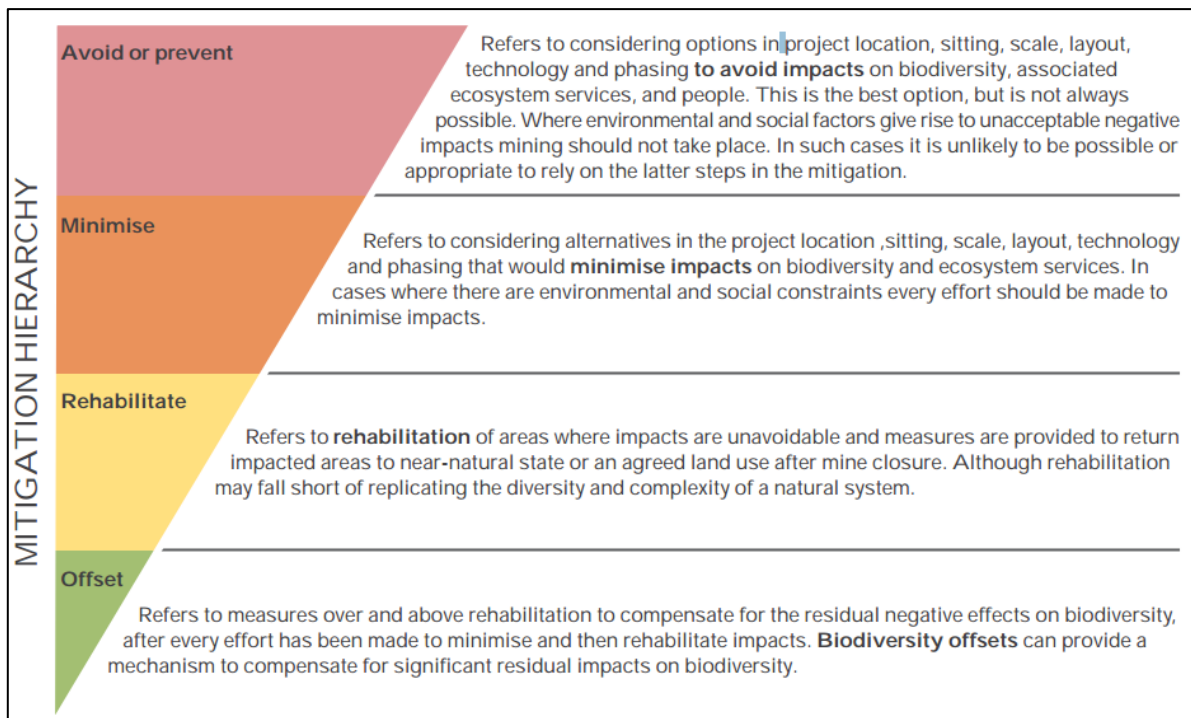 MITIGATION HIERARCHY
Avoid or prevent
Refers to considering options in project location, sitting, scale, layout,
technology and phasing to avoid impacts on biodiversity, associated
ecosystem services, and people. This is the best option, but is not always
possible. Where environmental and social factors give rise to unacceptable negative
impacts mining should not take place. In such cases it is unlikely to be possible or
appropriate to rely on the latter steps in the mitigation.
Minimise
Refers to considering alternatives in the project location ,sitting, scale, layout, technology
and phasing that would minimise impacts on biodiversity and ecosystem services. In
cases where there are environmental and social constraints every effort should be made to
minimise impacts.
Rehabilitate
Refers to rehabilitation of areas where impacts are unavoidable and measures are provided to return
impacted areas to near-natural state or an agreed land use after mine closure. Although rehabilitation
may fall short of replicating the diversity and complexity of a natural system.
Offset
Refers to measures over and above rehabilitation to compensate for the residual negative effects on biodiversity,
after every effort has been made to minimise and then rehabilitate impacts. Biodiversity offsets can provide a
mechanism to compensate for significant residual impacts on biodiversity.